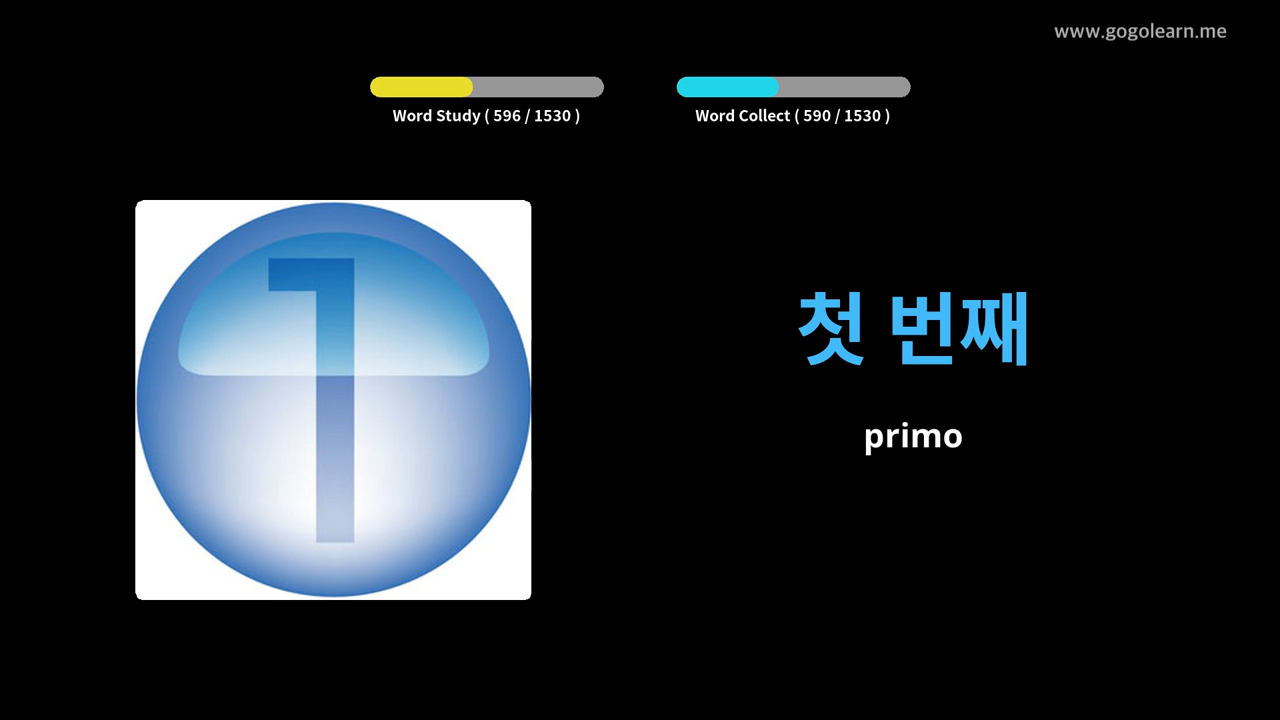 www.gogolearn.me
Word Study ( 596 / 1530 )
Word Collect ( 590 / 1530 )
1
첫 번째
primo